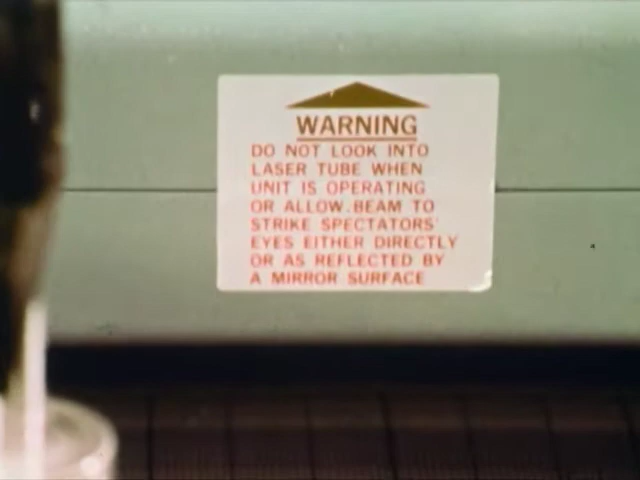 WARNING
DO NOT LOOK INTO
LASER TUBE WHEN
UNIT IS OPERATING
OR ALLOW BEAM TO
STRIKE SPECTATORS'
EYES EITHER DIRECTLY
OR AS REFLECTED BY
A MIRROR SURFACE